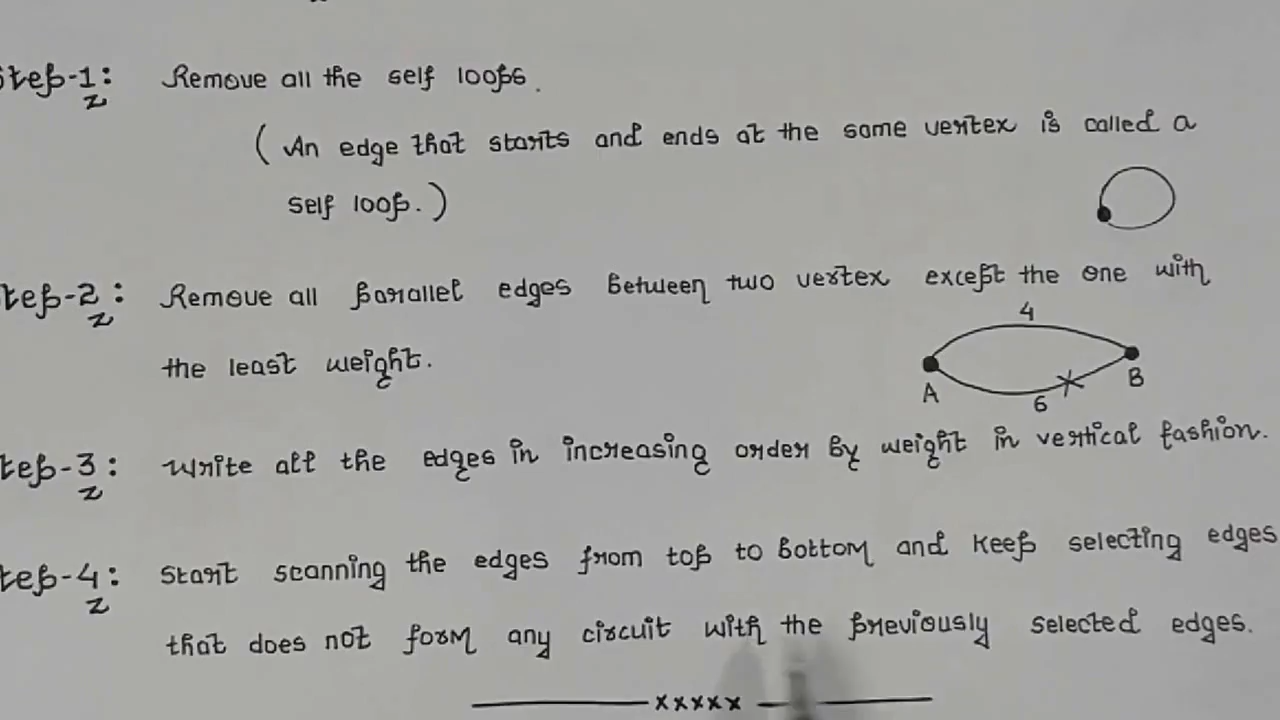 Step-1: Remove all the self loops.
(An edge that starts and ends at the same vertex is called a
self loop.)
Step-2: Remove all parallel edges between two vertex except the one with
4
the least weight.
A
B
6
Step-3: Write all the edges in increasing order by weight in vertical fashion.
Step-4: Start scanning the edges from top to bottom and keep selecting edges
that does not form any circuit with the previously selected edges.
xxxxx